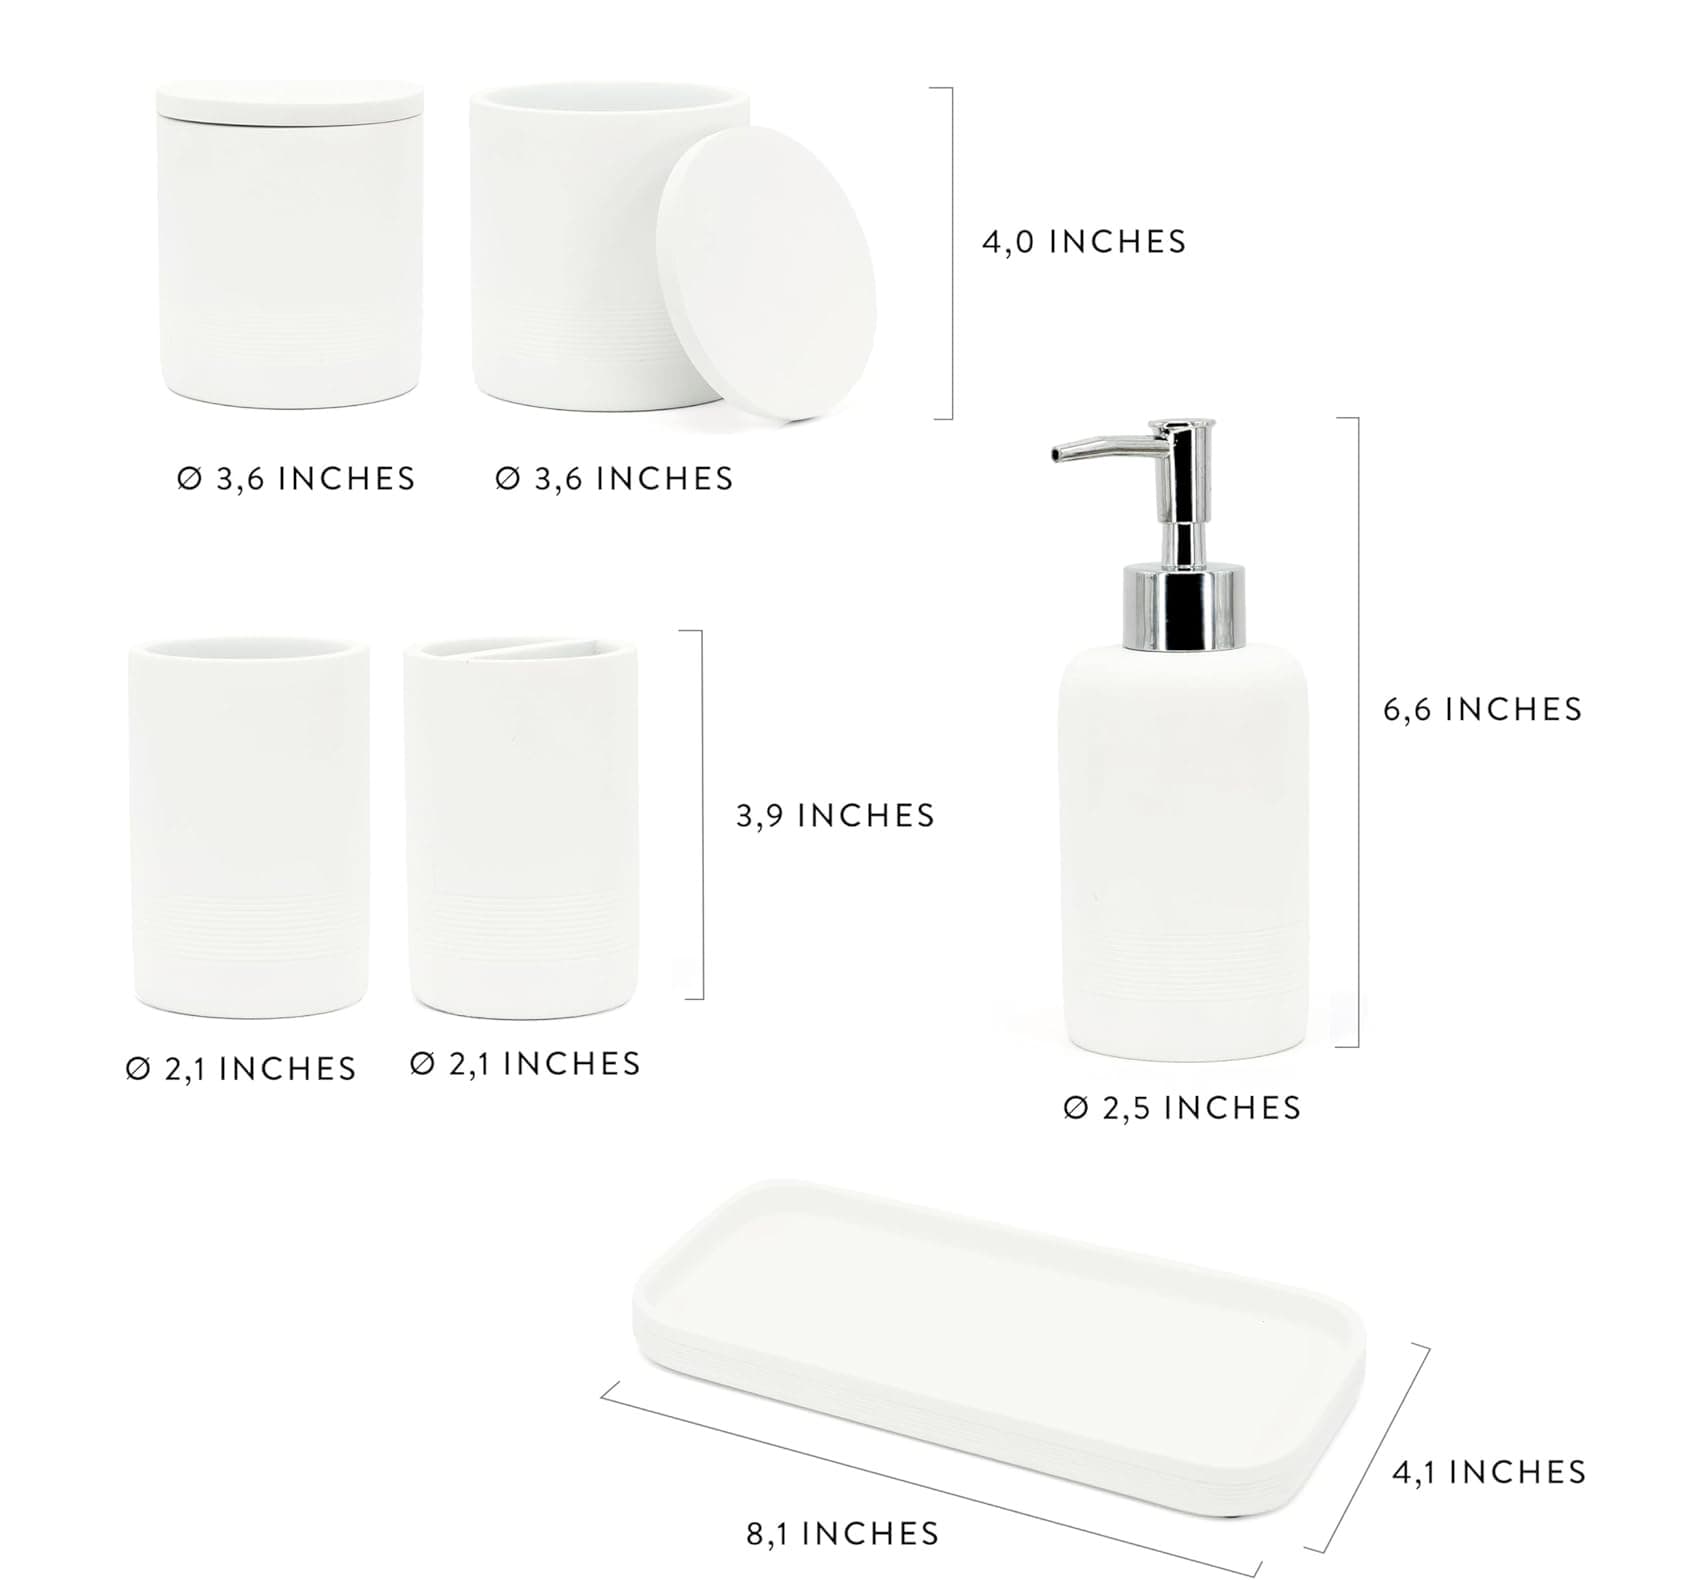 4,0 INCHES
Ø 3,6 INCHES
Ø 3,6 INCHES
6,6 INCHES
3,9 INCHES
Ø 2,1 INCHES
Ø 2,1 INCHES
Ø 2,5 INCHES
4,1 INCHES
8,1 INCHES